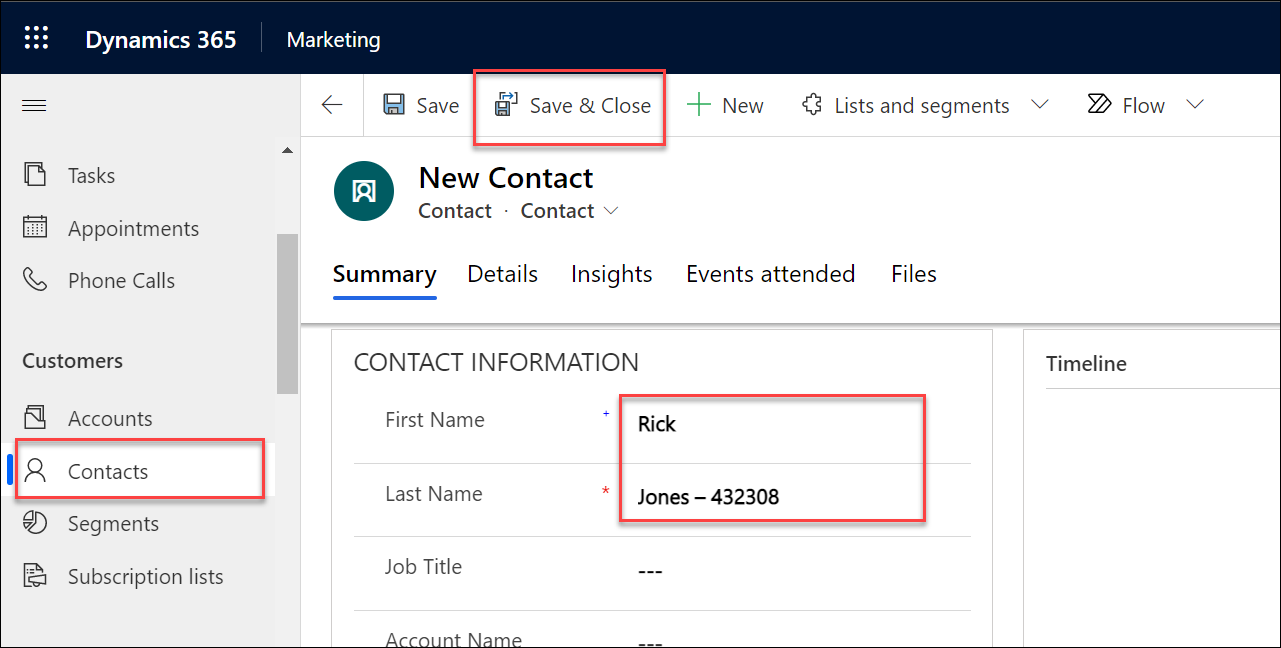 Dynamics 365
Marketing
Save
Save & Close
New
Lists and segments
Flow
Tasks
Appointments
Phone Calls
Customers
Accounts
Contacts
Segments
Subscription lists
New Contact
Contact · Contact
Summary
Details
Insights
Events attended
Files
CONTACT INFORMATION
First Name + Rick
Last Name * Jones – 432308
Job Title ---
Account Name ---
Timeline